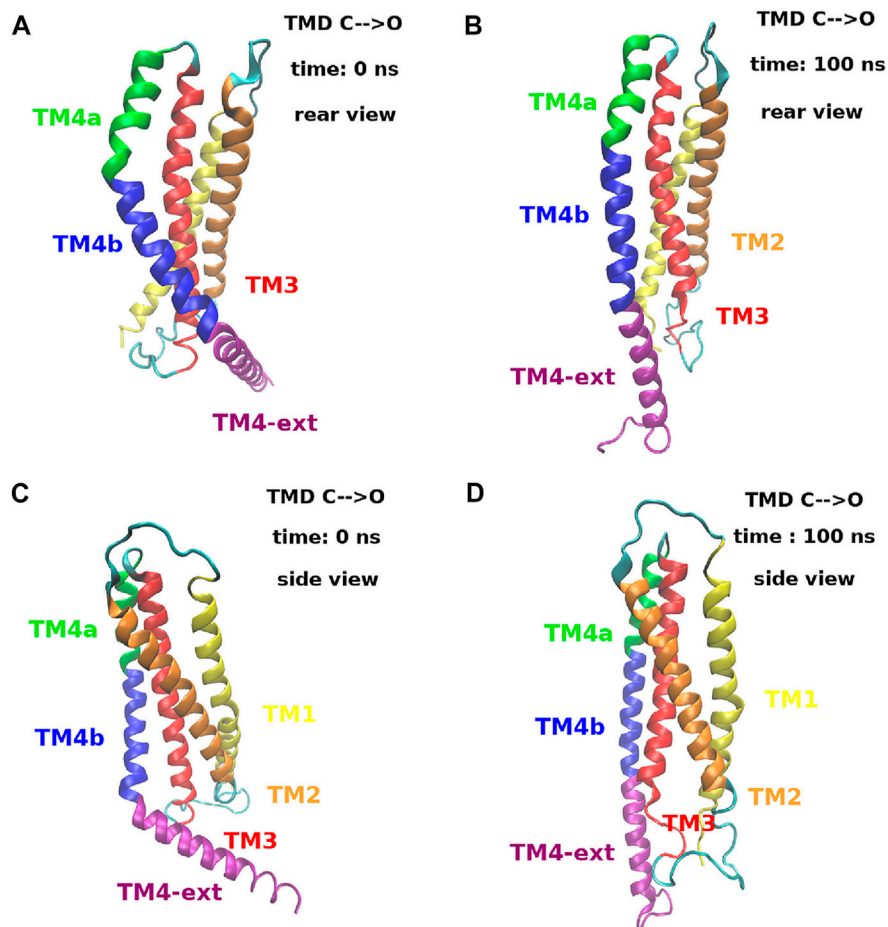 A
TMD C-->O
time: 0 ns
rear view
TM4a
TM4b
TM3
TM4-ext
B
TMD C-->O
time: 100 ns
rear view
TM4a
TM4b
TM2
TM3
TM4-ext
C
TMD C-->O
time: 0 ns
side view
TM4a
TM4b
TM1
TM2
TM3
TM4-ext
D
TMD C-->O
time : 100 ns
side view
TM4a
TM1
TM4b
TM2
TM3
TM4-ext